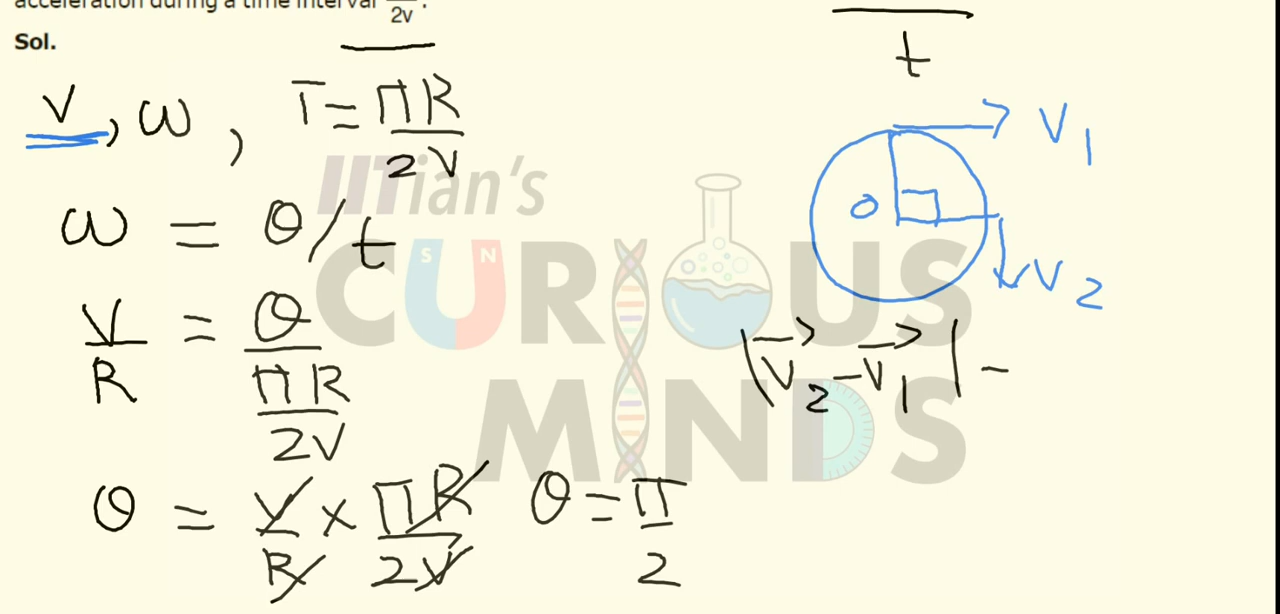 acceleration during a time interval
2v .
Sol.
t
V, ω, T = πR / 2V
V₁
IITian's
ω = θ/t
O
CURIOUS
S N
V₂
V/R = θ / (πR / 2V)
|V₂ - V₁| -
MINDS
θ = V/R × πR/2V θ = π/2